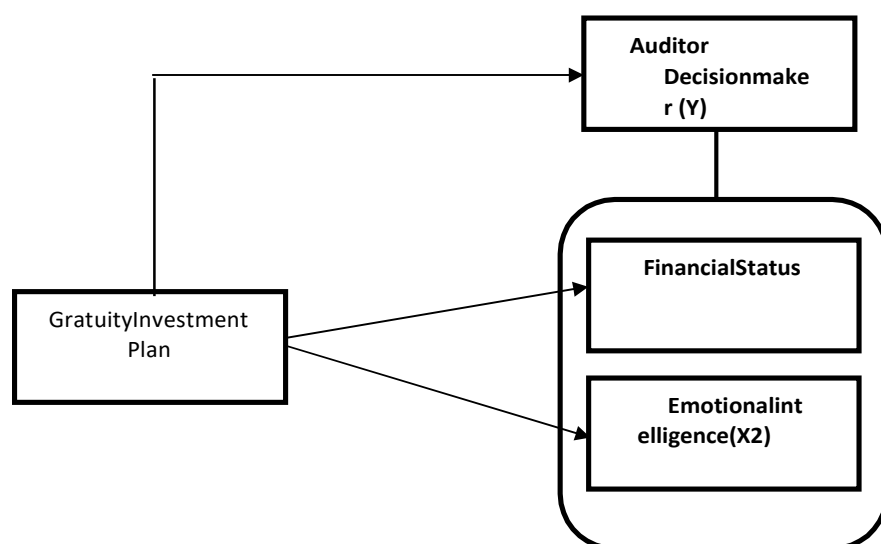 Auditor
Decisionmake
r (Y)
FinancialStatus
GratuityInvestment
Plan
Emotionalint
elligence(X2)